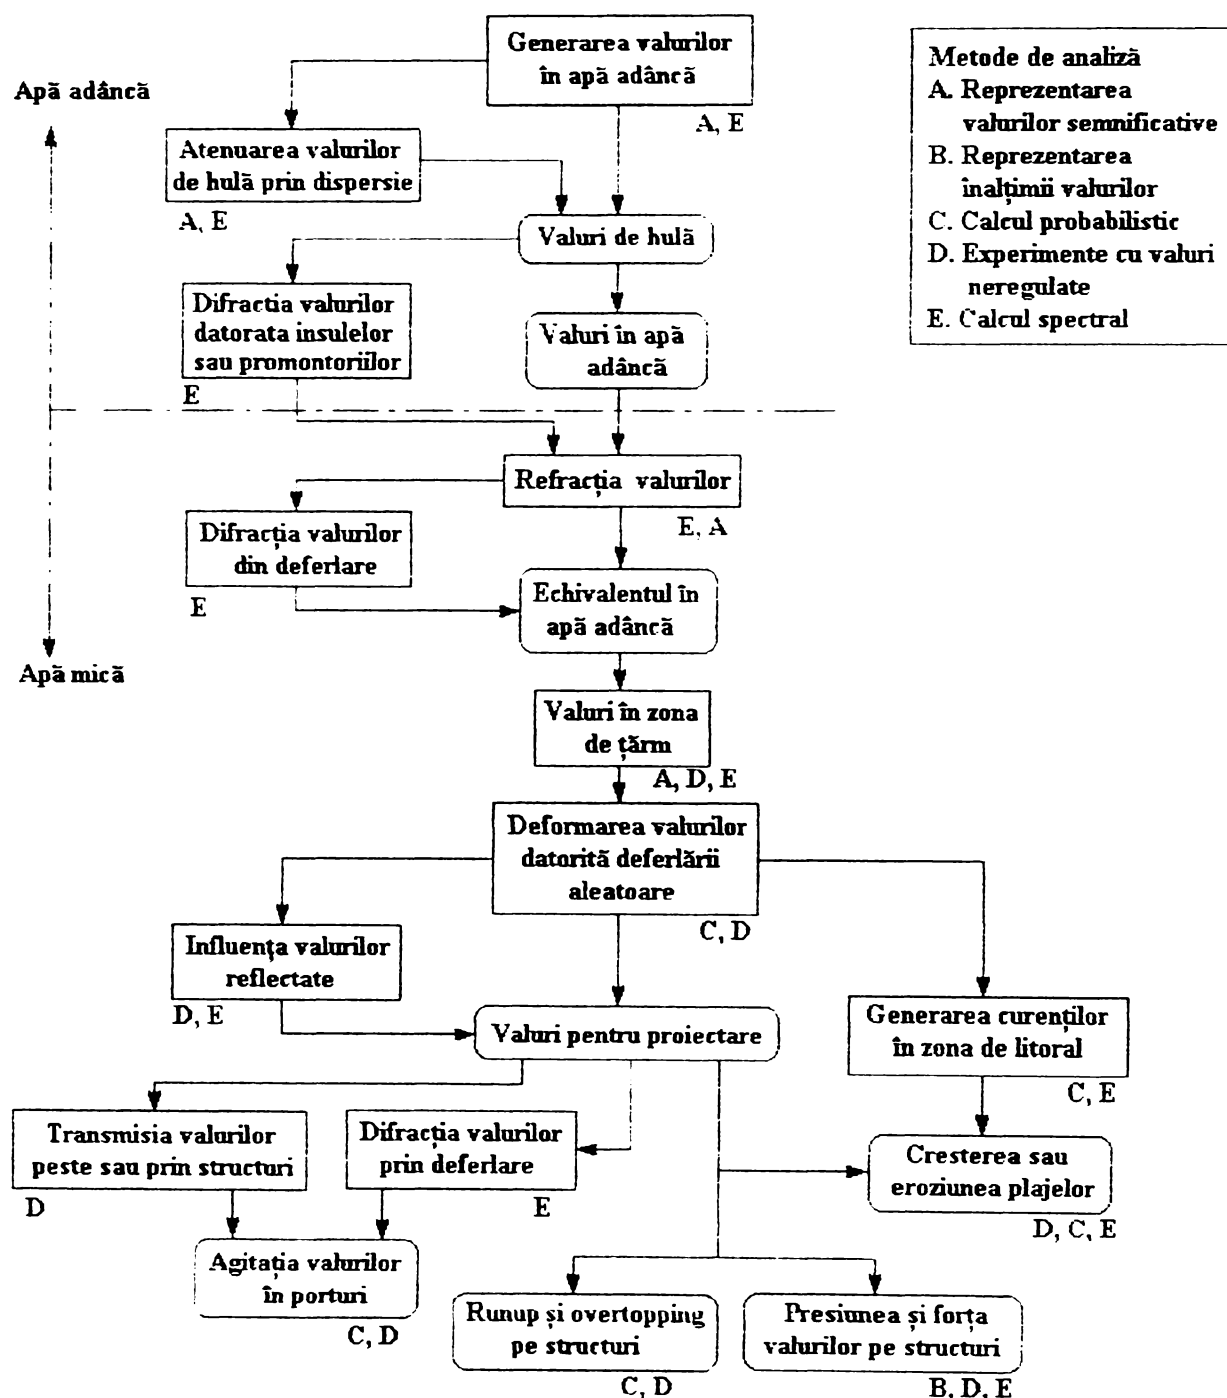 Generarea valurilor
în apă adâncă
A, E
Metode de analiză
A. Reprezentarea
valurilor semnificative
B. Reprezentarea
înalțimii valurilor
C. Calcul probabilistic
D. Experimente cu valuri
neregulate
E. Calcul spectral
Apă adâncă
Atenuarea valurilor
de hulă prin dispersie
A, E
Valuri de hulă
Difractia valurilor
datorata insulelor
sau promontoriilor
E
Valuri în apă
adâncă
Refracția valurilor
E, A
Difracția valurilor
din deferlare
E
Echivalentul în
apă adâncă
Apă mică
Valuri în zona
de țărm
A, D, E
Deformarea valurilor
datorită deferlării
aleatoare
C, D
Influența valurilor
reflectate
D, E
Valuri pentru proiectare
Generarea curenților
în zona de litoral
C, E
Transmisia valurilor
peste sau prin structuri
D
Difracția valurilor
prin deferlare
E
Cresterea sau
eroziunea plajelor
D, C, E
Agitația valurilor
în porturi
C, D
Runup și overtopping
pe structuri
C, D
Presiunea și forța
valurilor pe structuri
B, D, E